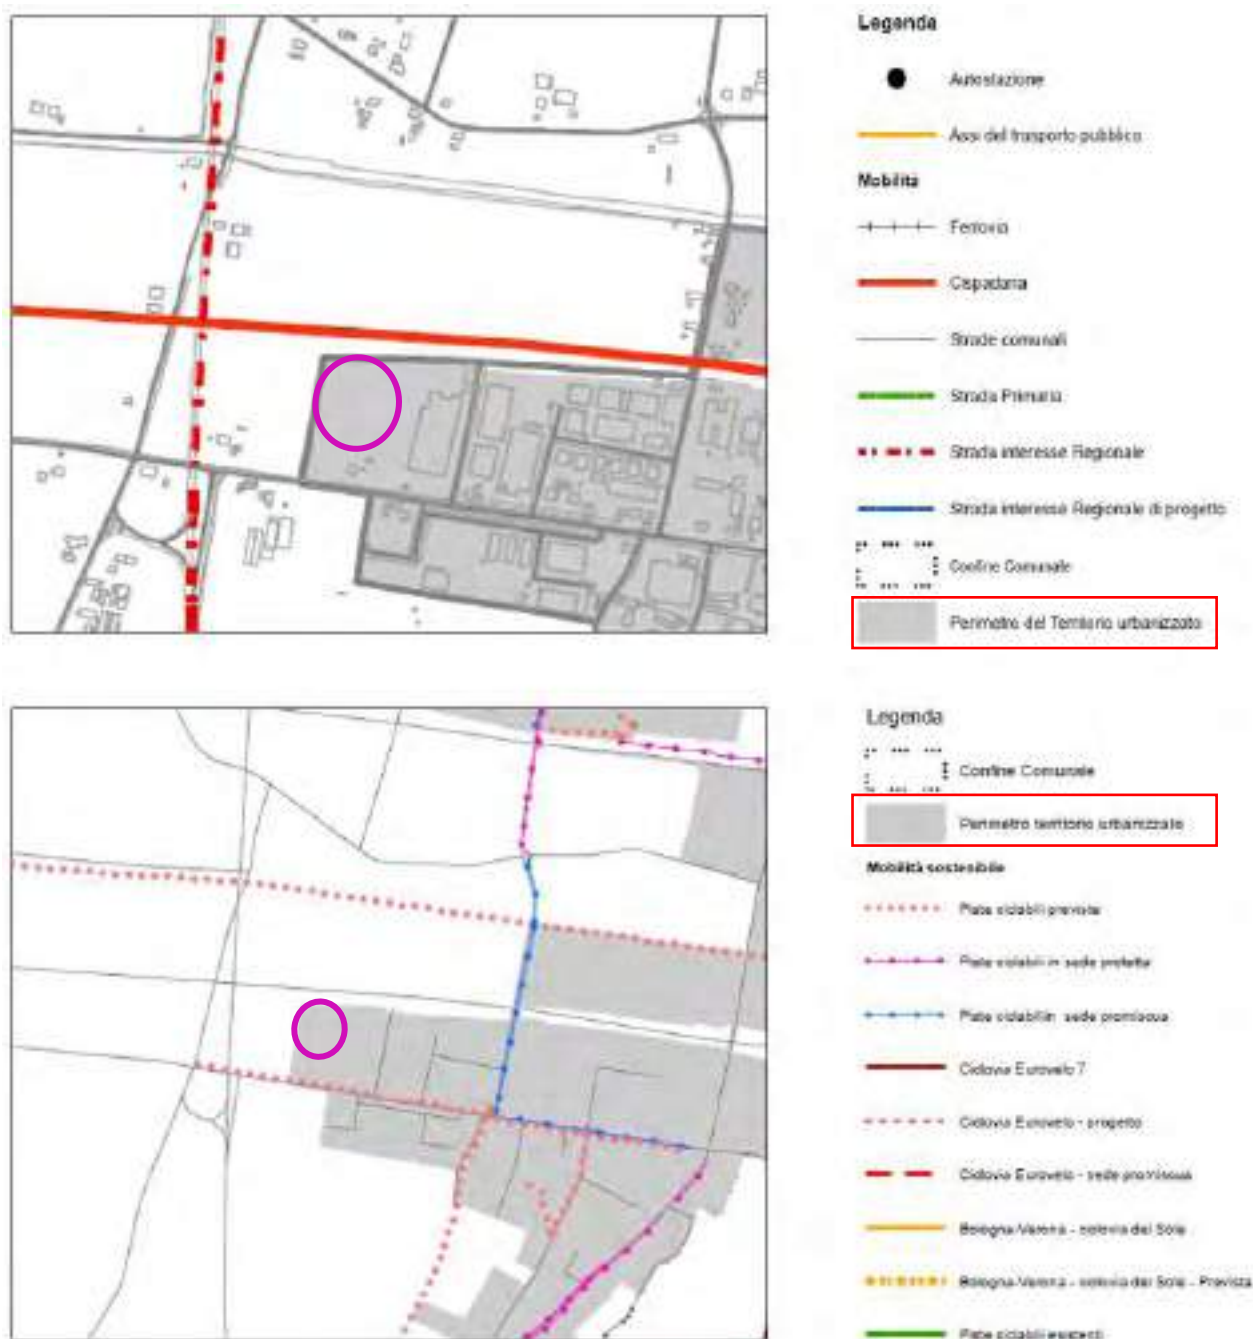 Legenda
Autostazione
Assi del trasporto pubblico
Mobilità
Ferrovia
Cispadana
Strade comunali
Strada Primaria
Strada interesse Regionale
Strada interesse Regionale di progetto
Confine Comunale
Perimetro del Territorio urbanizzato
Legenda
Confine Comunale
Perimetro territorio urbanizzato
Mobilità sostenibile
Piste ciclabili previste
Piste ciclabili in sede protetta
Piste ciclabili in sede promiscua
Ciclovia Eurovelo 7
Ciclovia Eurovelo - progetto
Ciclovia Eurovelo - sede promiscua
Bologna-Verona - ciclovia del Sole
Bologna-Verona - ciclovia del Sole - Prevista
Piste ciclabili esistenti